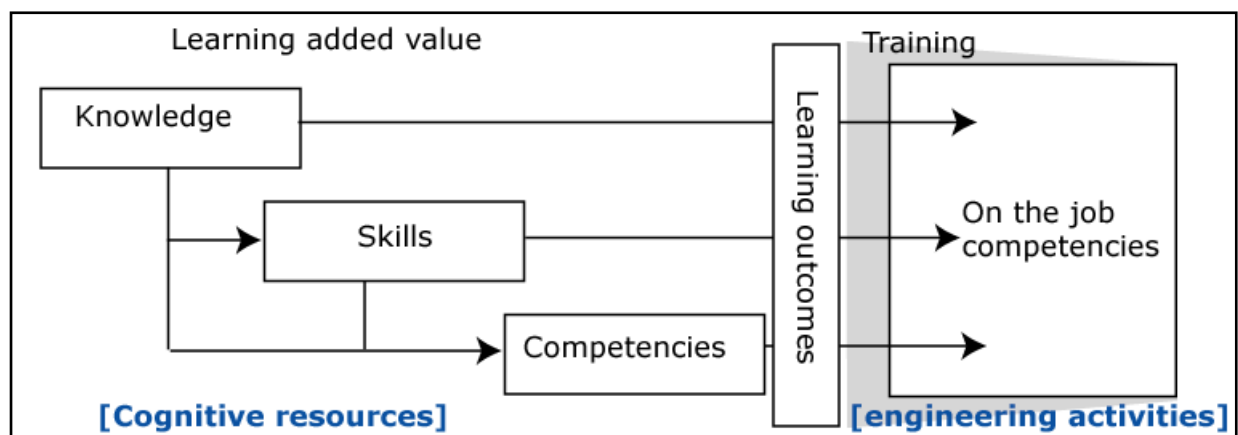 Learning added value
Training
Knowledge
Skills
Competencies
Learning outcomes
On the job
competencies
[Cognitive resources]
[engineering activities]